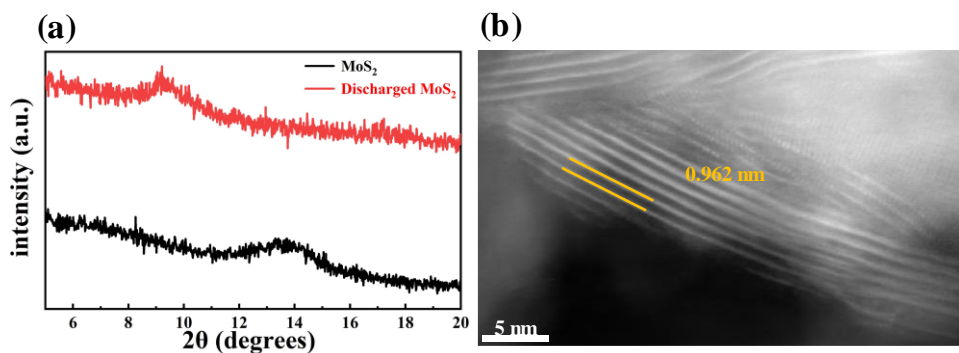 (a)
(b)
MoS₂
Discharged MoS₂
intensity (a.u.)
6 8 10 12 14 16 18 20
2θ (degrees)
0.962 nm
5 nm